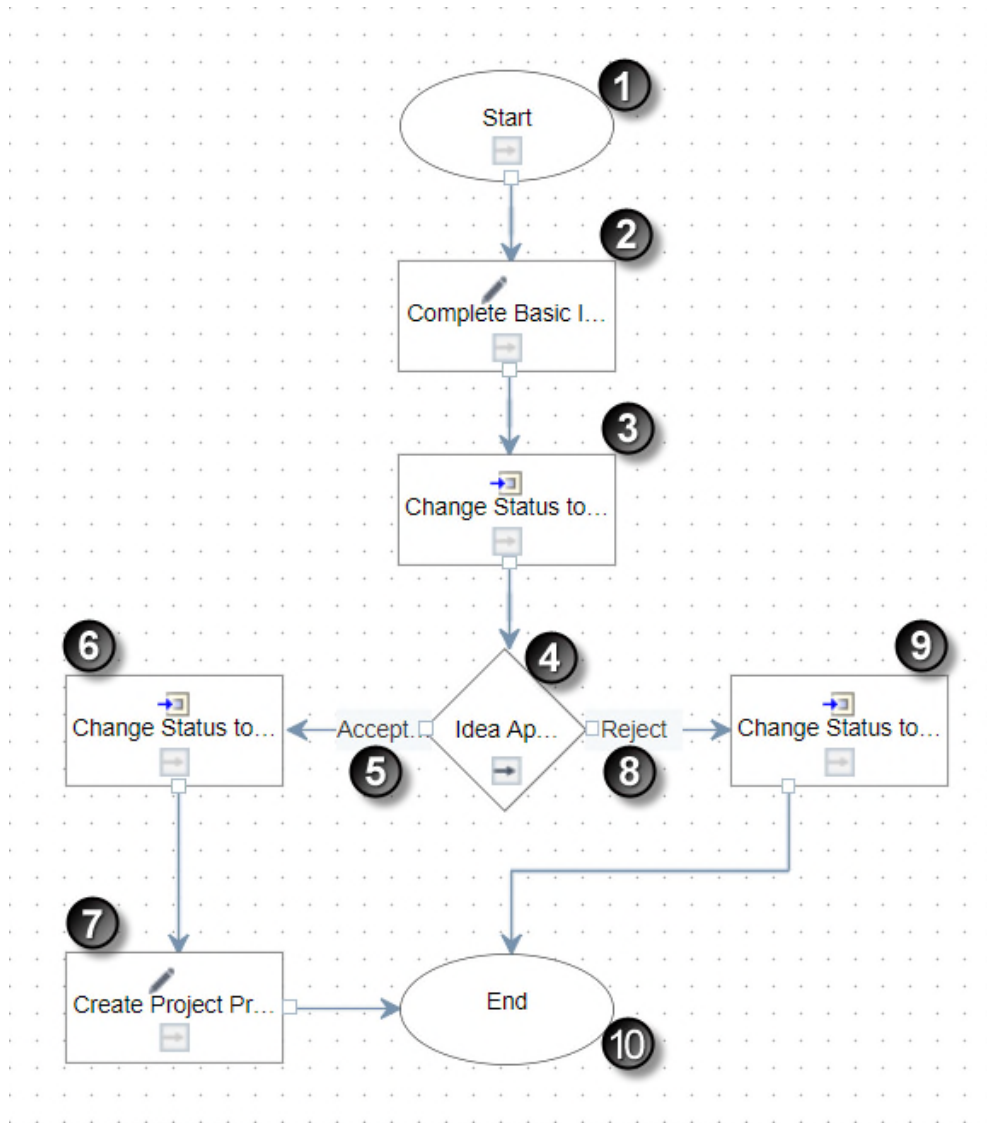 1
Start
2
Complete Basic I...
3
Change Status to...
6
4
9
Change Status to...
Accept...
Idea Ap...
Reject
Change Status to...
5
8
7
Create Project Pr...
End
10